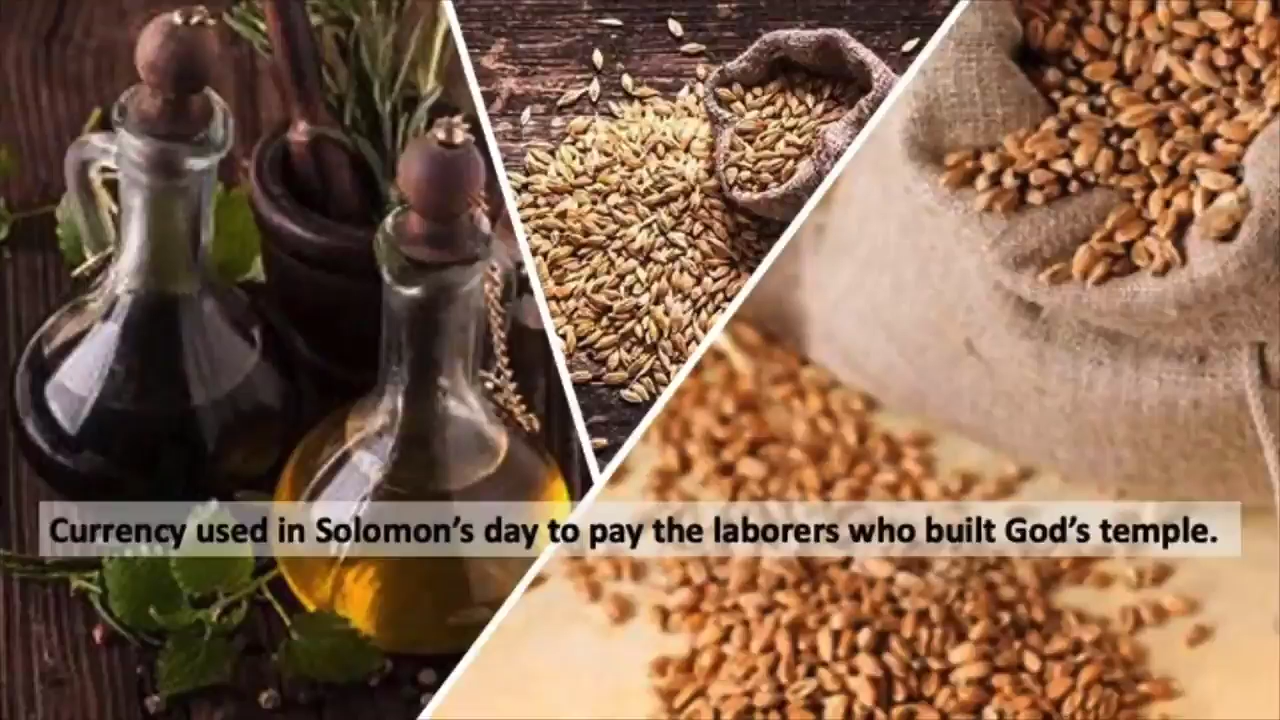 Currency used in Solomon’s day to pay the laborers who built God’s temple.